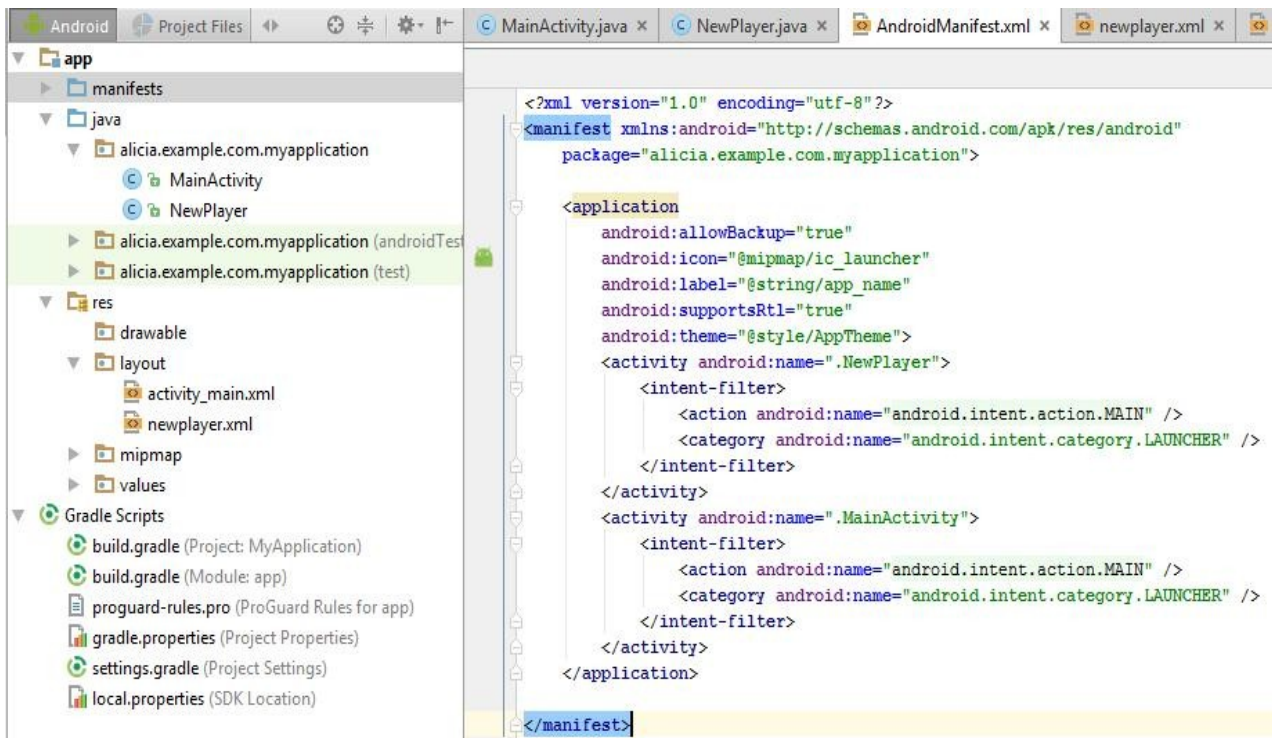 Android Project Files
MainActivity.java × NewPlayer.java × AndroidManifest.xml × newplayer.xml ×
app
manifests
java
alicia.example.com.myapplication
MainActivity
NewPlayer
alicia.example.com.myapplication (androidTest
alicia.example.com.myapplication (test)
res
drawable
layout
activity_main.xml
newplayer.xml
mipmap
values
Gradle Scripts
build.gradle (Project: MyApplication)
build.gradle (Module: app)
proguard-rules.pro (ProGuard Rules for app)
gradle.properties (Project Properties)
settings.gradle (Project Settings)
local.properties (SDK Location)
<?xml version="1.0" encoding="utf-8"?>
<manifest xmlns:android="http://schemas.android.com/apk/res/android"
package="alicia.example.com.myapplication">
<application
android:allowBackup="true"
android:icon="@mipmap/ic_launcher"
android:label="@string/app_name"
android:supportsRtl="true"
android:theme="@style/AppTheme">
<activity android:name=".NewPlayer">
<intent-filter>
<action android:name="android.intent.action.MAIN" />
<category android:name="android.intent.category.LAUNCHER" />
</intent-filter>
</activity>
<activity android:name=".MainActivity">
<intent-filter>
<action android:name="android.intent.action.MAIN" />
<category android:name="android.intent.category.LAUNCHER" />
</intent-filter>
</activity>
</application>
</manifest>